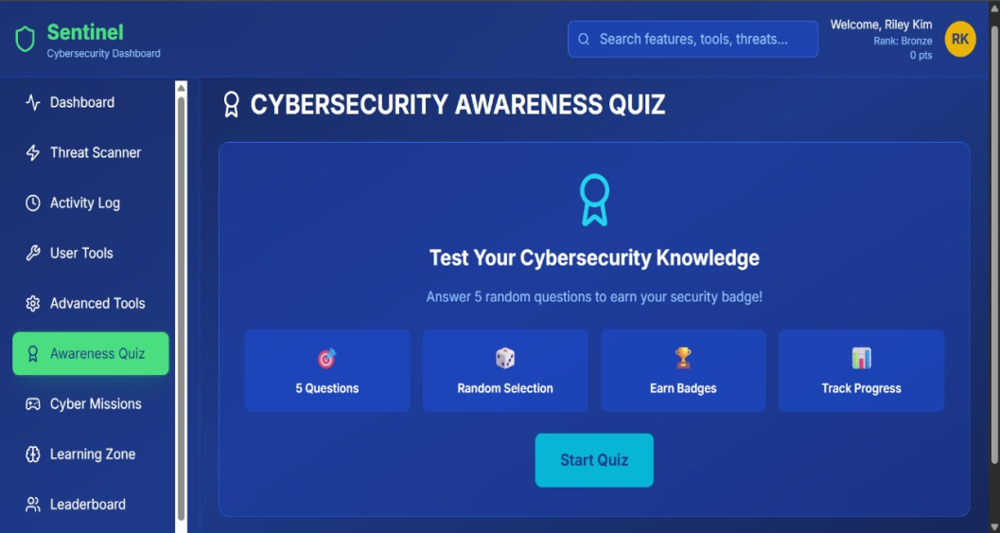 Sentinel
Cybersecurity Dashboard
Search features, tools, threats...
Welcome, Riley Kim
Rank: Bronze
0 pts
RK
Dashboard
Threat Scanner
Activity Log
User Tools
Advanced Tools
Awareness Quiz
Cyber Missions
Learning Zone
Leaderboard
CYBERSECURITY AWARENESS QUIZ
Test Your Cybersecurity Knowledge
Answer 5 random questions to earn your security badge!
5 Questions
Random Selection
Earn Badges
Track Progress
Start Quiz